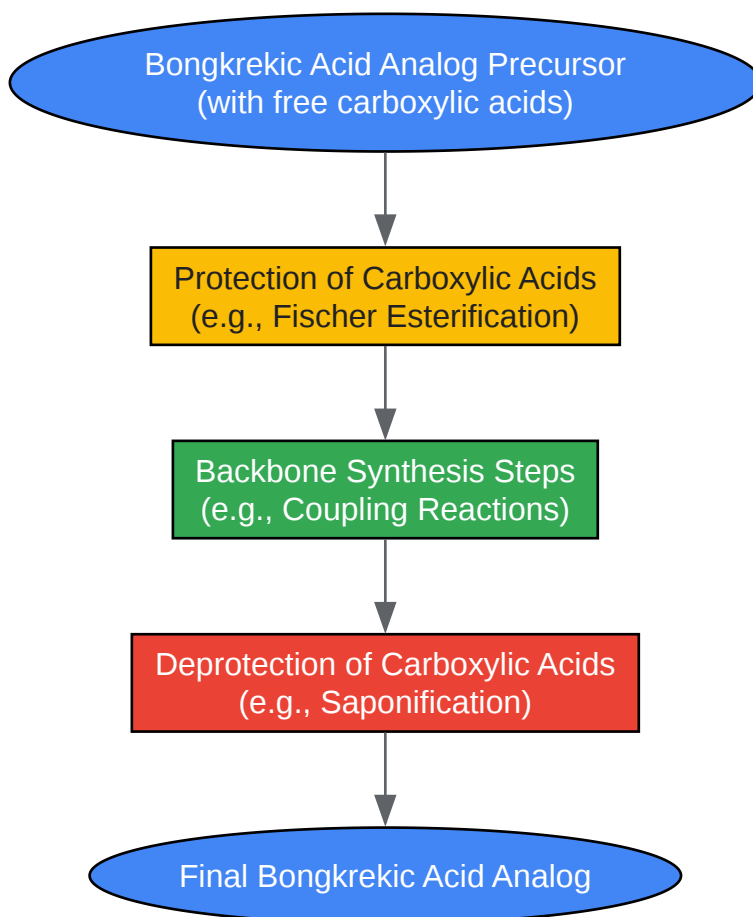 Bongkrekic Acid Analog Precursor
(with free carboxylic acids)
Protection of Carboxylic Acids
(e.g., Fischer Esterification)
Backbone Synthesis Steps
(e.g., Coupling Reactions)
Deprotection of Carboxylic Acids
(e.g., Saponification)
Final Bongkrekic Acid Analog